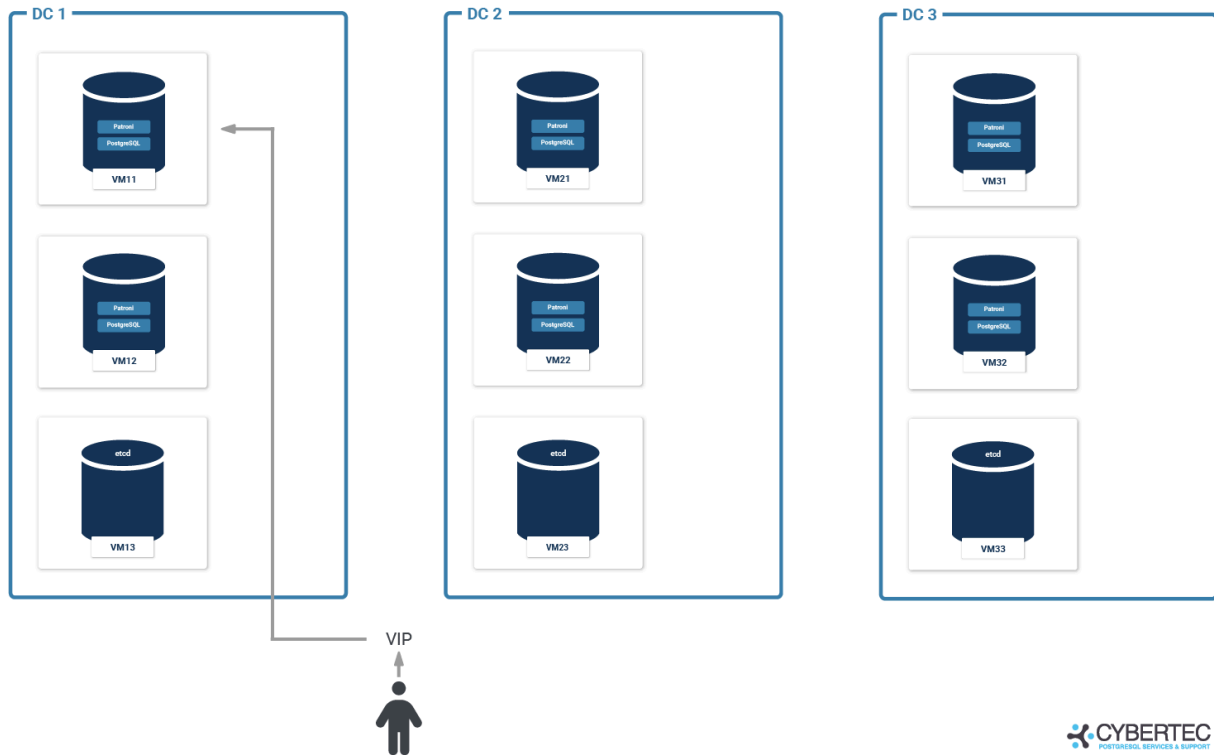 DC 1
DC 2
DC 3
Patroni
PostgreSQL
VM11
Patroni
PostgreSQL
VM21
Patroni
PostgreSQL
VM31
Patroni
PostgreSQL
VM12
Patroni
PostgreSQL
VM22
Patroni
PostgreSQL
VM32
etcd
VM13
etcd
VM23
etcd
VM33
VIP
CYBERTEC
POSTGRESQL SERVICES & SUPPORT